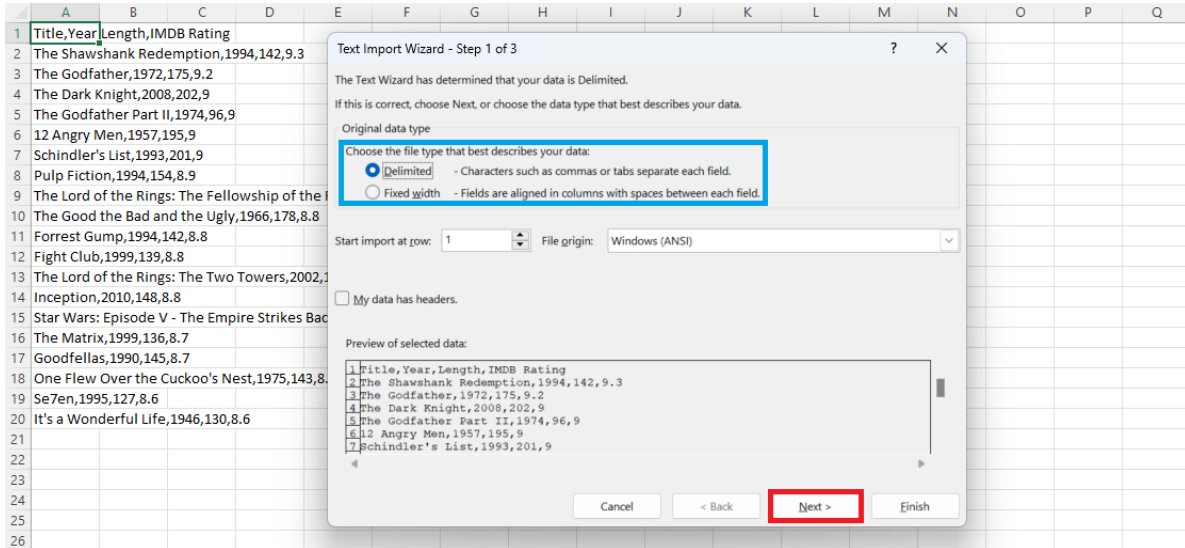 A B C D E F G H I J K L M N O P Q
1 Title,Year,Length,IMDB Rating
2 The Shawshank Redemption,1994,142,9.3
3 The Godfather,1972,175,9.2
4 The Dark Knight,2008,202,9
5 The Godfather Part II,1974,96,9
6 12 Angry Men,1957,195,9
7 Schindler's List,1993,201,9
8 Pulp Fiction,1994,154,8.9
9 The Lord of the Rings: The Fellowship of the
10 The Good the Bad and the Ugly,1966,178,8.8
11 Forrest Gump,1994,142,8.8
12 Fight Club,1999,139,8.8
13 The Lord of the Rings: The Two Towers,2002,1
14 Inception,2010,148,8.8
15 Star Wars: Episode V - The Empire Strikes Bac
16 The Matrix,1999,136,8.7
17 Goodfellas,1990,145,8.7
18 One Flew Over the Cuckoo's Nest,1975,143,8.
19 Se7en,1995,127,8.6
20 It's a Wonderful Life,1946,130,8.6
21
22
23
24
25
26
Text Import Wizard - Step 1 of 3 ?
The Text Wizard has determined that your data is Delimited.
If this is correct, choose Next, or choose the data type that best describes your data.
Original data type
Choose the file type that best describes your data:
Delimited - Characters such as commas or tabs separate each field.
Fixed width - Fields are aligned in columns with spaces between each field.
Start import at row: 1 File origin: Windows (ANSI)
My data has headers.
Preview of selected data:
1 Title,Year,Length,IMDB Rating
2 The Shawshank Redemption,1994,142,9.3
3 The Godfather,1972,175,9.2
4 The Dark Knight,2008,202,9
5 The Godfather Part II,1974,96,9
6 12 Angry Men,1957,195,9
7 Schindler's List,1993,201,9
Cancel < Back Next > Finish